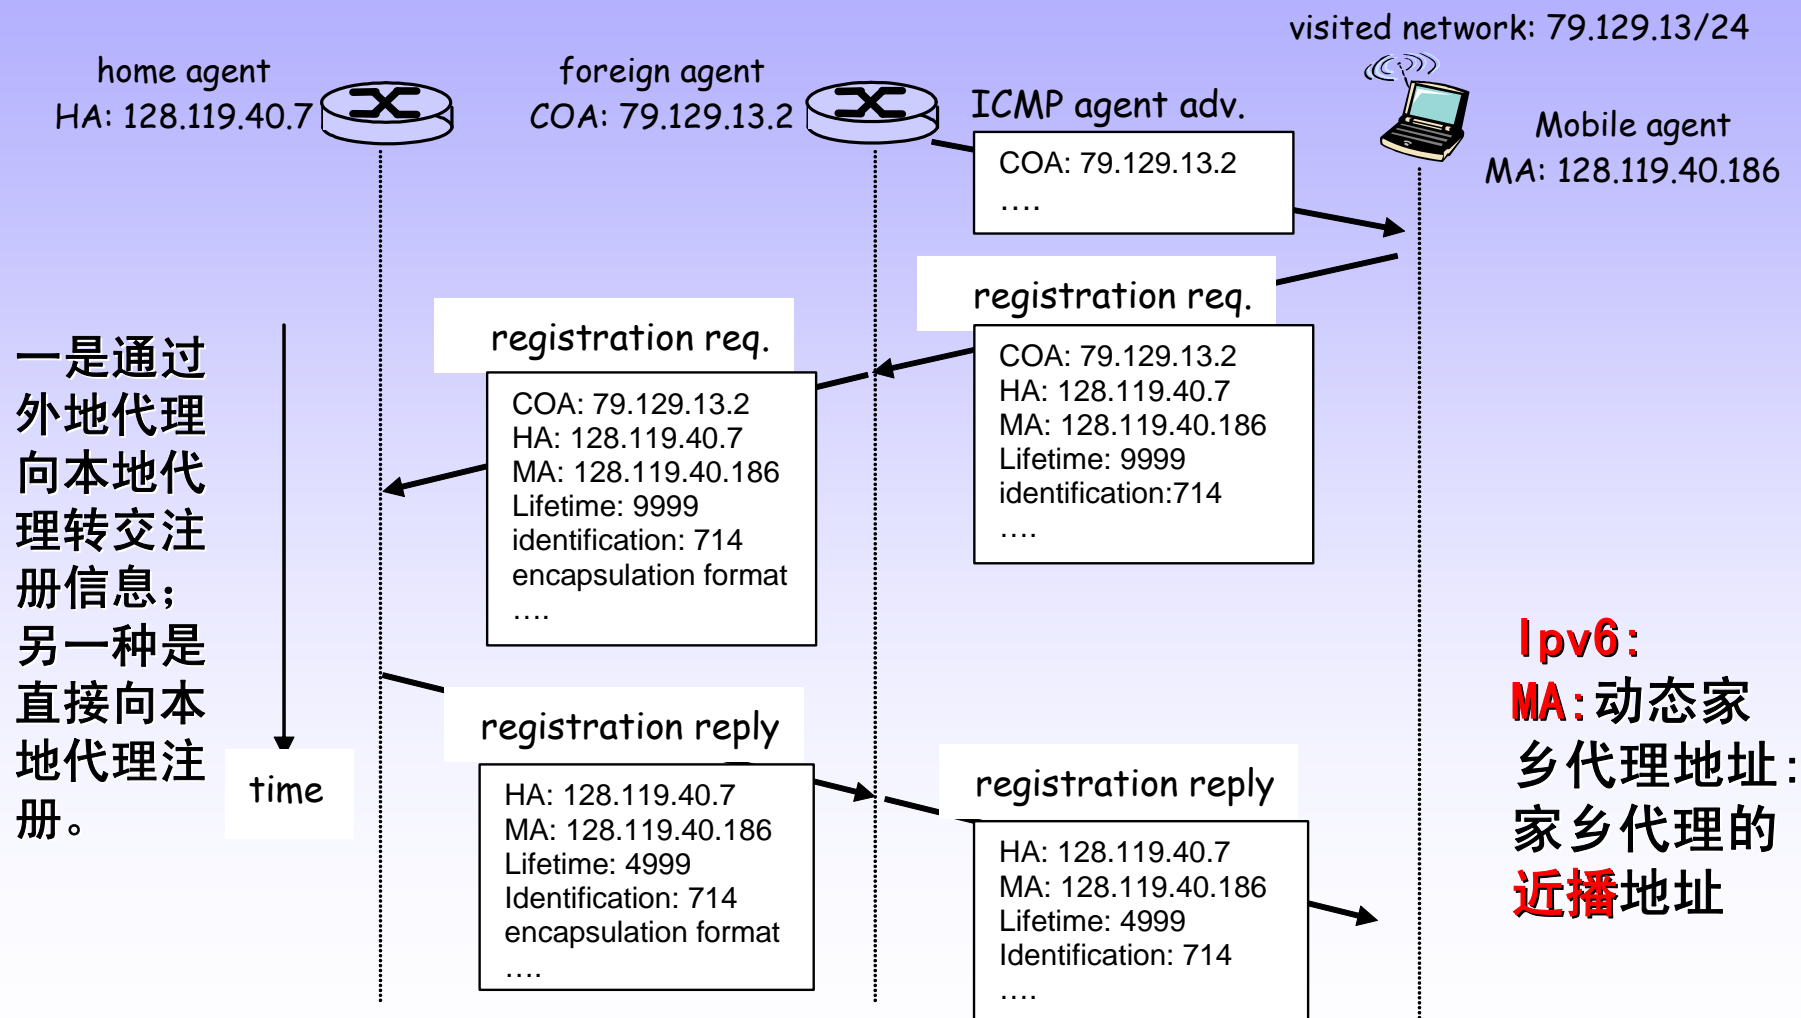 visited network: 79.129.13/24
home agent
HA: 128.119.40.7
foreign agent
COA: 79.129.13.2
ICMP agent adv.
COA: 79.129.13.2
….
Mobile agent
MA: 128.119.40.186
registration req.
COA: 79.129.13.2
HA: 128.119.40.7
MA: 128.119.40.186
Lifetime: 9999
identification:714
….
registration req.
COA: 79.129.13.2
HA: 128.119.40.7
MA: 128.119.40.186
Lifetime: 9999
identification: 714
encapsulation format
….
一是通过
外地代理
向本地代
理转交注
册信息；
另一种是
直接向本
地代理注
册。
time
registration reply
HA: 128.119.40.7
MA: 128.119.40.186
Lifetime: 4999
Identification: 714
encapsulation format
….
registration reply
HA: 128.119.40.7
MA: 128.119.40.186
Lifetime: 4999
Identification: 714
….
Ipv6:
MA:动态家
乡代理地址:
家乡代理的
近播地址